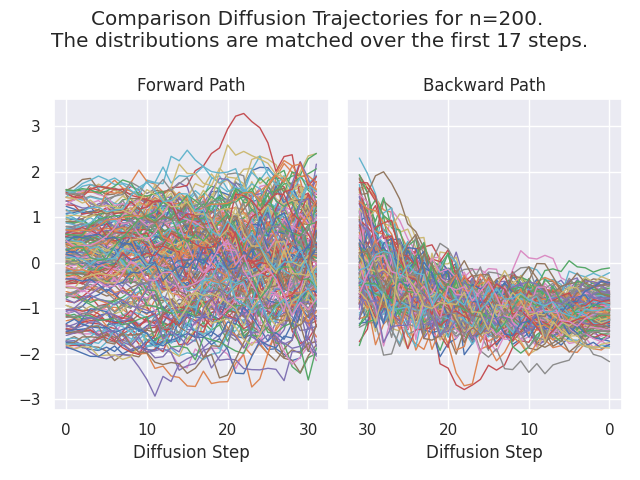 Comparison Diffusion Trajectories for n=200.
The distributions are matched over the first 17 steps.
Forward Path
Backward Path
3
2
1
0
−1
−2
−3
0 10 20 30
30 20 10 0
Diffusion Step
Diffusion Step